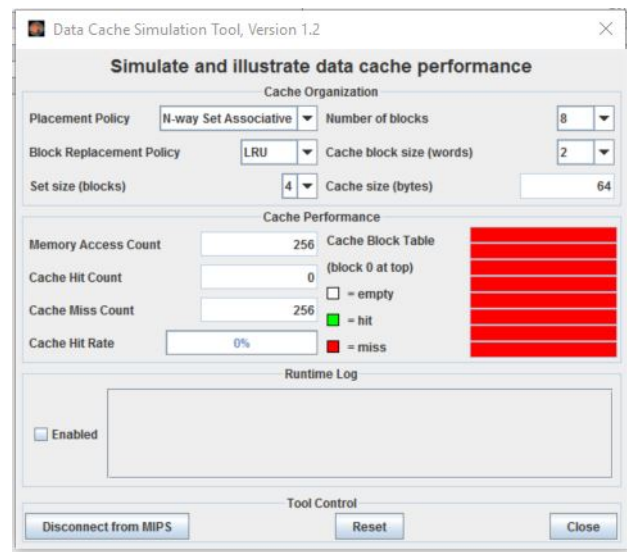 Data Cache Simulation Tool, Version 1.2
Simulate and illustrate data cache performance
Cache Organization
Placement Policy N-way Set Associative Number of blocks 8
Block Replacement Policy LRU Cache block size (words) 2
Set size (blocks) 4 Cache size (bytes) 64
Cache Performance
Memory Access Count 256 Cache Block Table
(block 0 at top)
Cache Hit Count 0
= empty
Cache Miss Count 256
= hit
Cache Hit Rate 0%
= miss
Runtime Log
Enabled
Tool Control
Disconnect from MIPS Reset Close